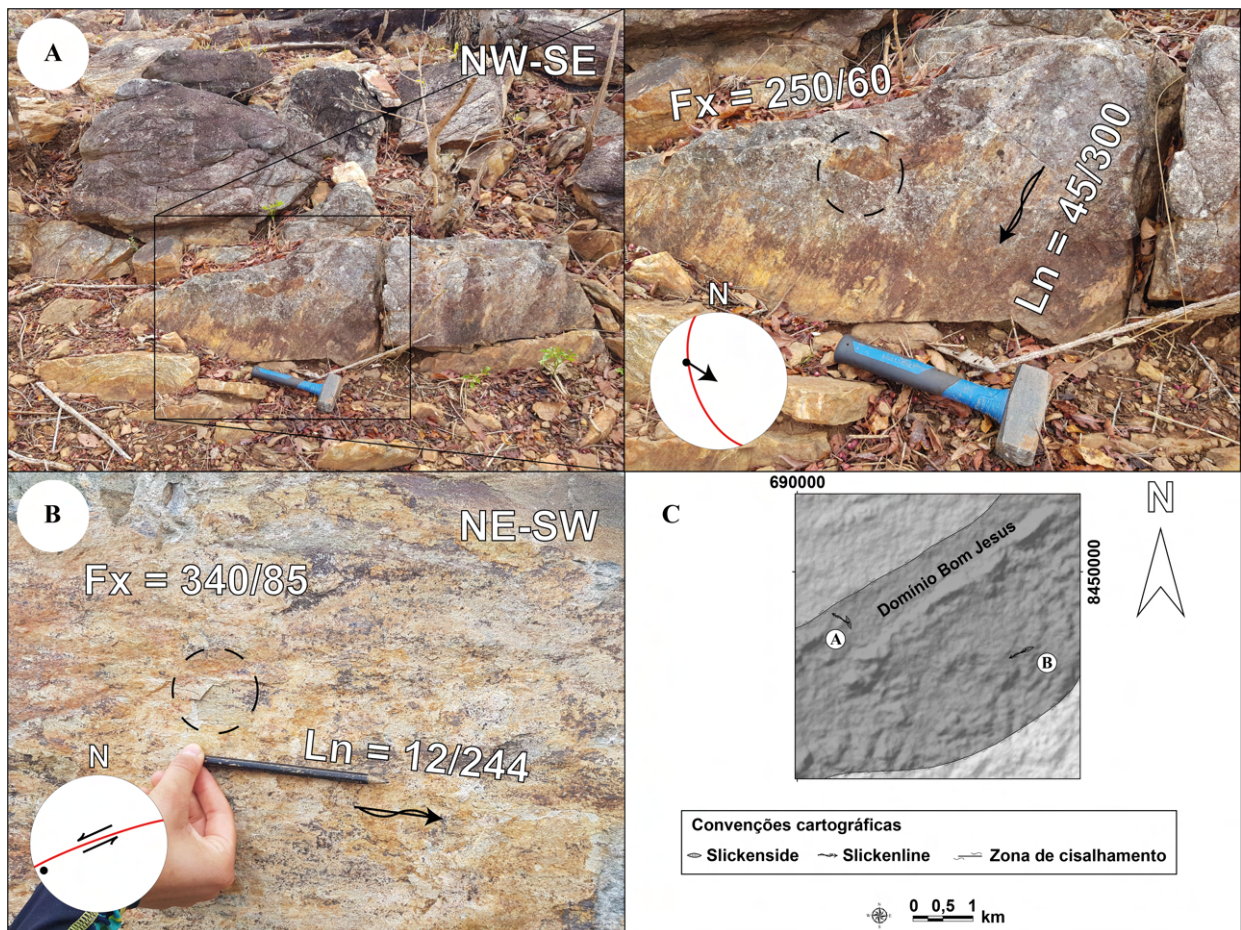 A
NW-SE
Fx = 250/60
Ln = 45/300
N
B
NE-SW
Fx = 340/85
Ln = 12/244
N
C
690000
N
Domínio Bom Jesus
8450000
A
B
Convenções cartográficas
Slickenside
Slickenline
Zona de cisalhamento
0 0,5 1
km